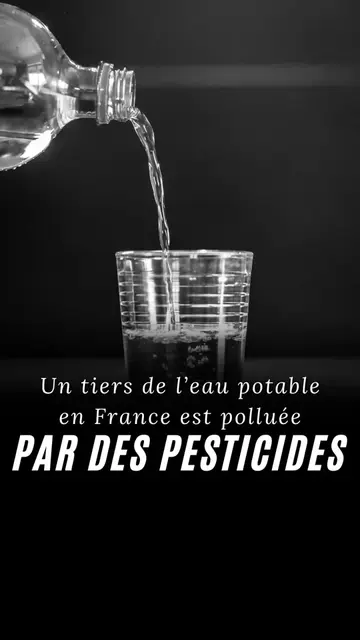 Un tiers de l’eau potable
en France est polluée
PAR DES PESTICIDES